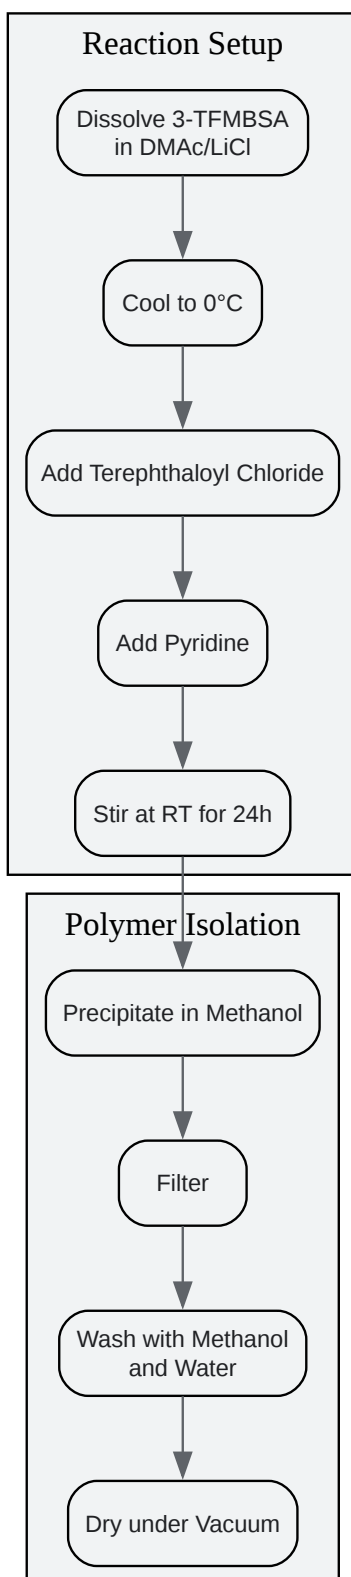 Reaction Setup
Dissolve 3-TFMBSA
in DMAc/LiCl
Cool to 0°C
Add Terephthaloyl Chloride
Add Pyridine
Stir at RT for 24h
Polymer Isolation
Precipitate in Methanol
Filter
Wash with Methanol
and Water
Dry under Vacuum